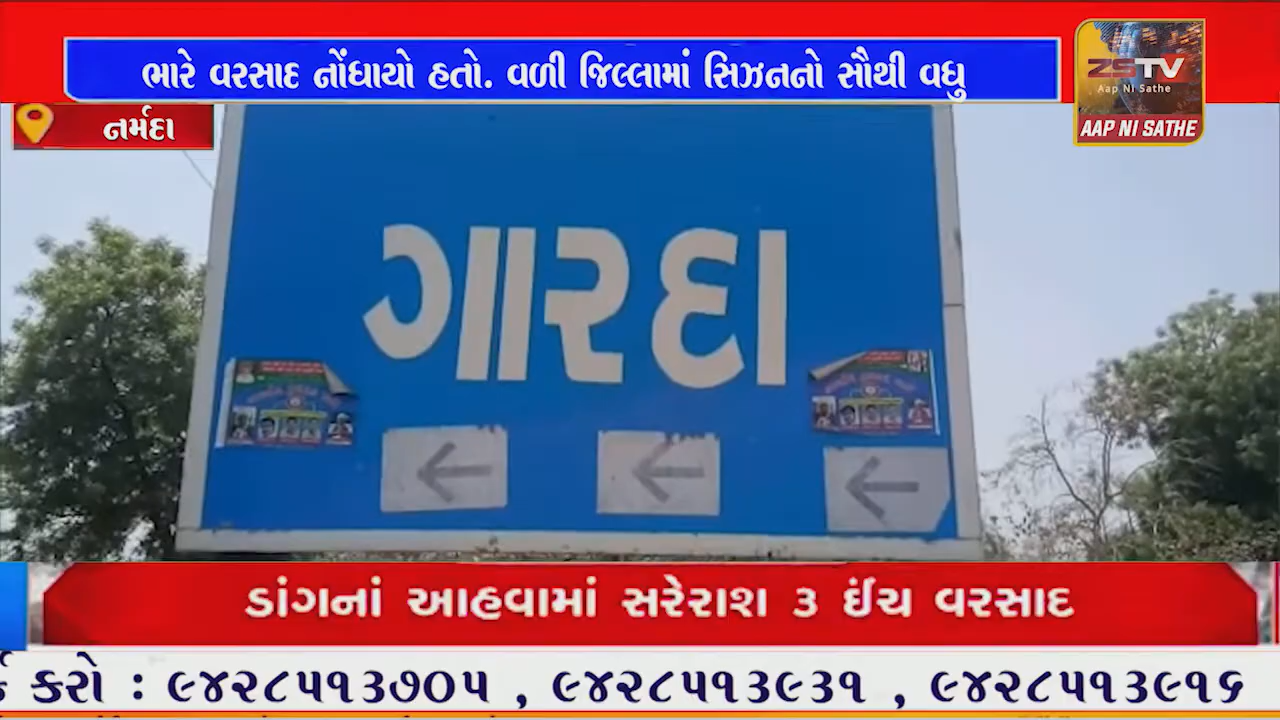 ભારે વરસાદ નોંધાયો હતો. વળી જિલ્લામાં સિઝનનો સૌથી વધુ
ZSTV
Aap Ni Sathe
AAP NI SATHE
નર્મદા
ગારદા
ડાંગનાં આહવામાં સરેરાશ ૩ ઈંચ વરસાદ
કરો : ૯૪૨૮૫૧૩૭૦૫ , ૯૪૨૮૫૧૩૯૩૧ , ૯૪૨૮૫૧૩૯૧૬